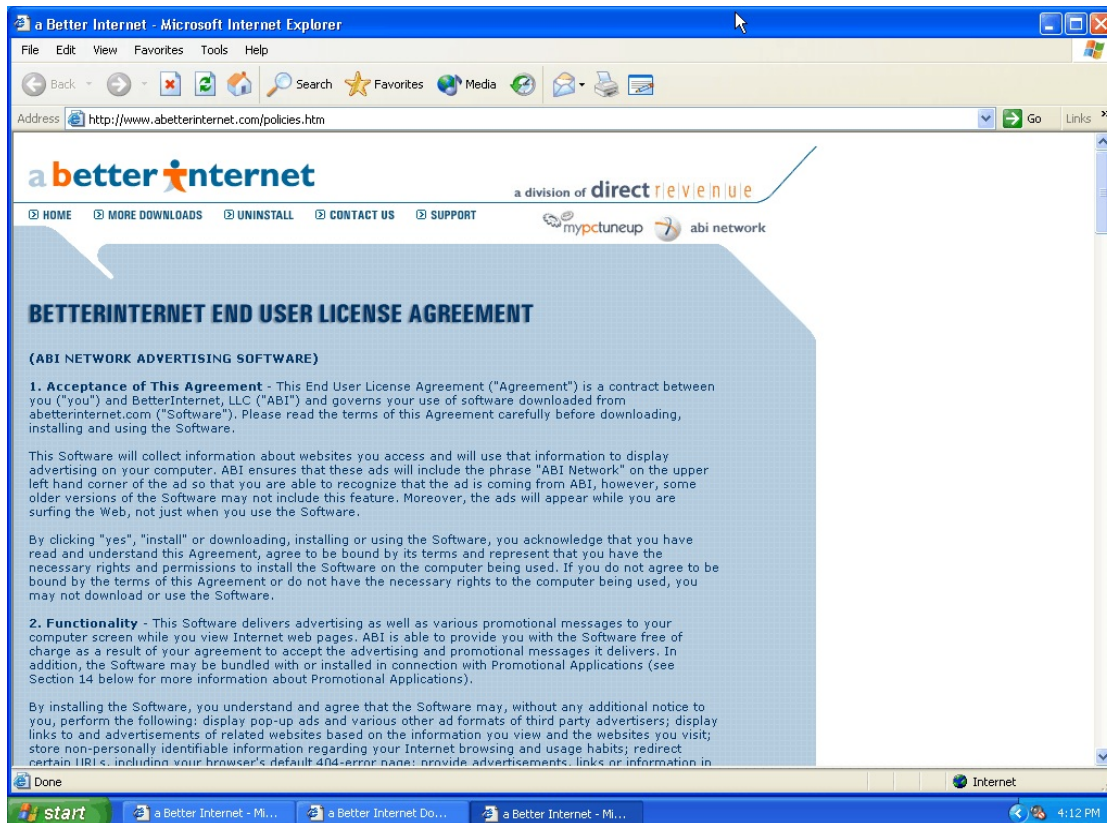 a Better Internet - Microsoft Internet Explorer
File Edit View Favorites Tools Help
Back Search Favorites Media
Address http://www.abetterinternet.com/policies.htm Go Links
a better internet
a division of direct revenue
HOME MORE DOWNLOADS UNINSTALL CONTACT US SUPPORT
mypctuneup abi network
BETTERINTERNET END USER LICENSE AGREEMENT
(ABI NETWORK ADVERTISING SOFTWARE)
1. Acceptance of This Agreement - This End User License Agreement ("Agreement") is a contract between
you ("you") and BetterInternet, LLC ("ABI") and governs your use of software downloaded from
abetterinternet.com ("Software"). Please read the terms of this Agreement carefully before downloading,
installing and using the Software.
This Software will collect information about websites you access and will use that information to display
advertising on your computer. ABI ensures that these ads will include the phrase "ABI Network" on the upper
left hand corner of the ad so that you are able to recognize that the ad is coming from ABI, however, some
older versions of the Software may not include this feature. Moreover, the ads will appear while you are
surfing the Web, not just when you use the Software.
By clicking "yes", "install" or downloading, installing or using the Software, you acknowledge that you have
read and understand this Agreement, agree to be bound by its terms and represent that you have the
necessary rights and permissions to install the Software on the computer being used. If you do not agree to be
bound by the terms of this Agreement or do not have the necessary rights to the computer being used, you
may not download or use the Software.
2. Functionality - This Software delivers advertising as well as various promotional messages to your
computer screen while you view Internet web pages. ABI is able to provide you with the Software free of
charge as a result of your agreement to accept the advertising and promotional messages it delivers. In
addition, the Software may be bundled with or installed in connection with Promotional Applications (see
Section 14 below for more information about Promotional Applications).
By installing the Software, you understand and agree that the Software may, without any additional notice to
you, perform the following: display pop-up ads and various other ad formats of third party advertisers; display
links to and advertisements of related websites based on the information you view and the websites you visit;
store non-personally identifiable information regarding your Internet browsing and usage habits; redirect
certain URLs, including your browser's default 404-error page; provide advertisements, links or information in
Done Internet
start a Better Internet - Mi... a Better Internet Do... a Better Internet - Mi... 4:12 PM